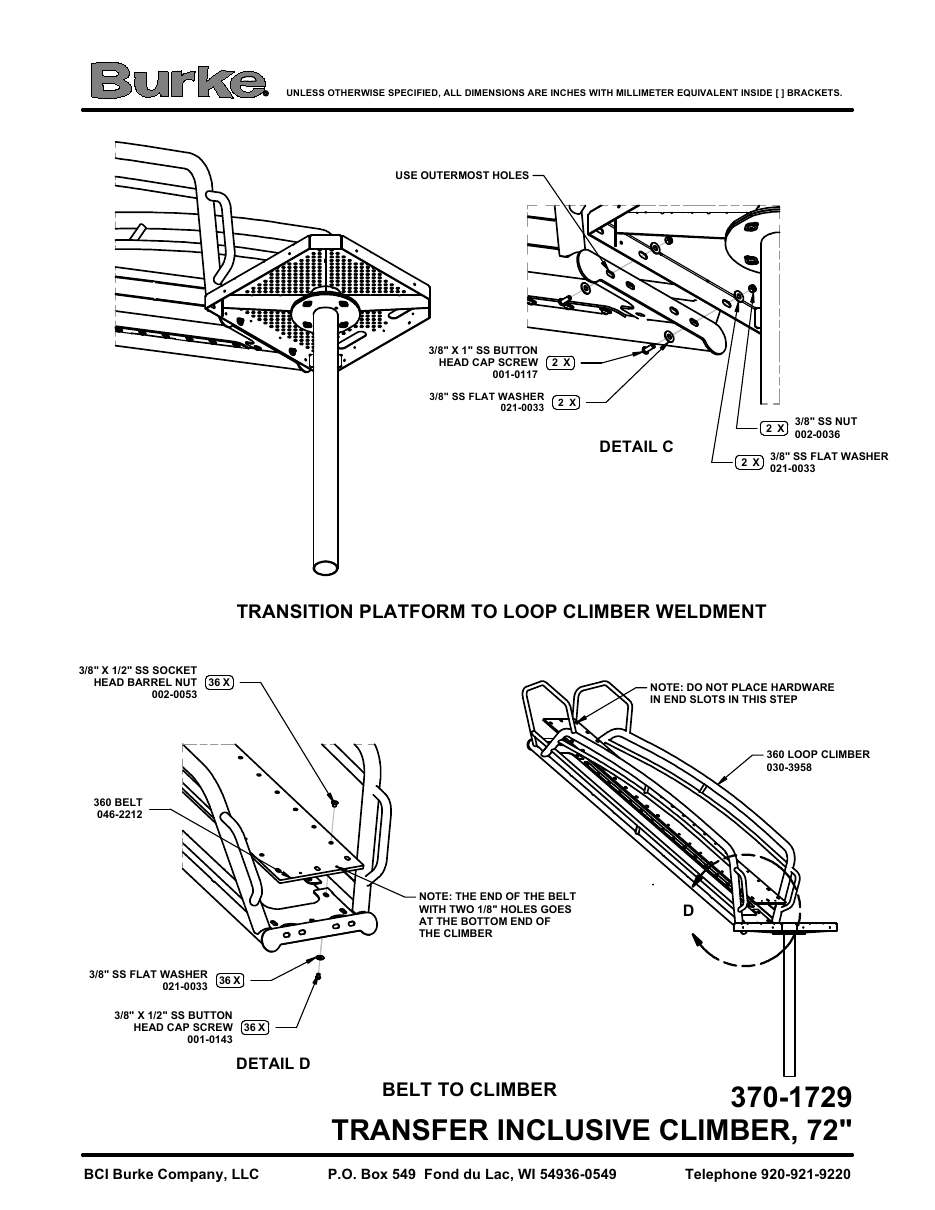 Burke
UNLESS OTHERWISE SPECIFIED, ALL DIMENSIONS ARE INCHES WITH MILLIMETER EQUIVALENT INSIDE [ ] BRACKETS.
USE OUTERMOST HOLES
3/8" X 1" SS BUTTON
HEAD CAP SCREW
001-0117
2 X
3/8" SS FLAT WASHER
021-0033
2 X
2 X
3/8" SS NUT
002-0036
2 X
3/8" SS FLAT WASHER
021-0033
DETAIL C
TRANSITION PLATFORM TO LOOP CLIMBER WELDMENT
3/8" X 1/2" SS SOCKET
HEAD BARREL NUT
002-0053
36 X
360 BELT
046-2212
NOTE: THE END OF THE BELT
WITH TWO 1/8" HOLES GOES
AT THE BOTTOM END OF
THE CLIMBER
3/8" SS FLAT WASHER
021-0033
36 X
3/8" X 1/2" SS BUTTON
HEAD CAP SCREW
001-0143
36 X
DETAIL D
NOTE: DO NOT PLACE HARDWARE
IN END SLOTS IN THIS STEP
360 LOOP CLIMBER
030-3958
D
BELT TO CLIMBER
370-1729
TRANSFER INCLUSIVE CLIMBER, 72"
BCI Burke Company, LLC
P.O. Box 549 Fond du Lac, WI 54936-0549
Telephone 920-921-9220